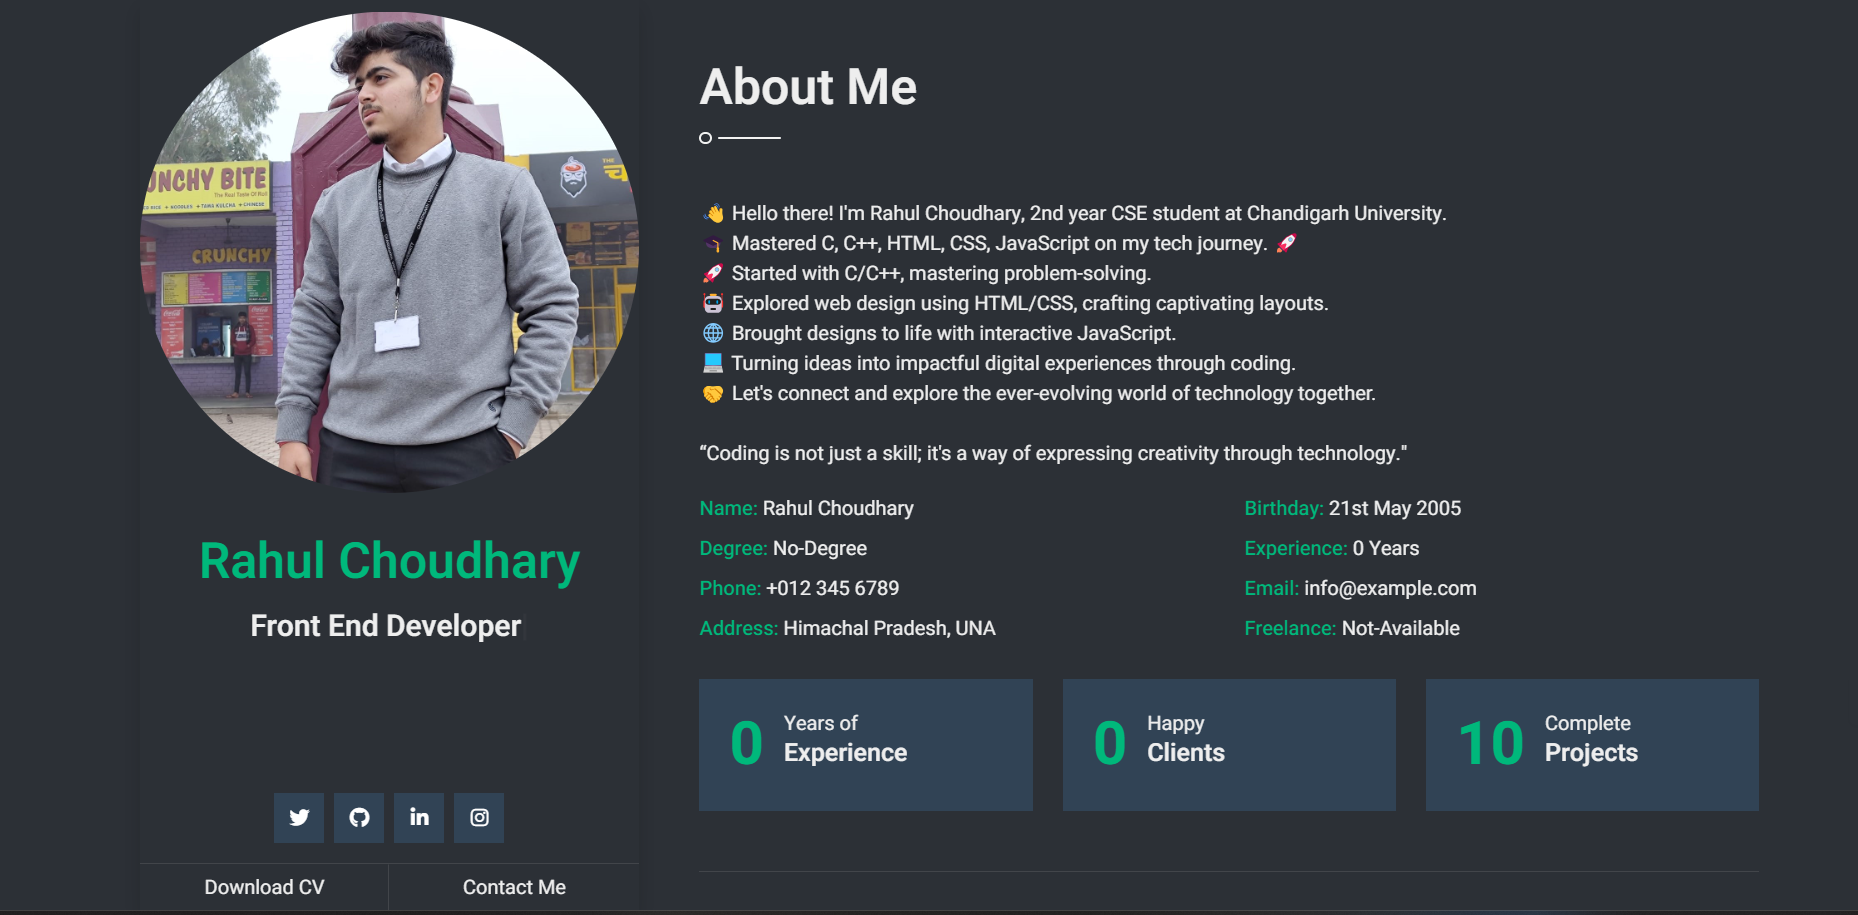 UNCHY BITE
The Real Taste Of Null
CRUNCHY
THE
Rahul Choudhary
Front End Developer
Download CV
Contact Me
About Me
👋 Hello there! I'm Rahul Choudhary, 2nd year CSE student at Chandigarh University.
🎓 Mastered C, C++, HTML, CSS, JavaScript on my tech journey. 🚀
🚀 Started with C/C++, mastering problem-solving.
🤖 Explored web design using HTML/CSS, crafting captivating layouts.
🌐 Brought designs to life with interactive JavaScript.
💻 Turning ideas into impactful digital experiences through coding.
🤝 Let's connect and explore the ever-evolving world of technology together.
“Coding is not just a skill; it's a way of expressing creativity through technology."
Name: Rahul Choudhary
Birthday: 21st May 2005
Degree: No-Degree
Experience: 0 Years
Phone: +012 345 6789
Email: info@example.com
Address: Himachal Pradesh, UNA
Freelance: Not-Available
0 Years of
Experience
0 Happy
Clients
10 Complete
Projects